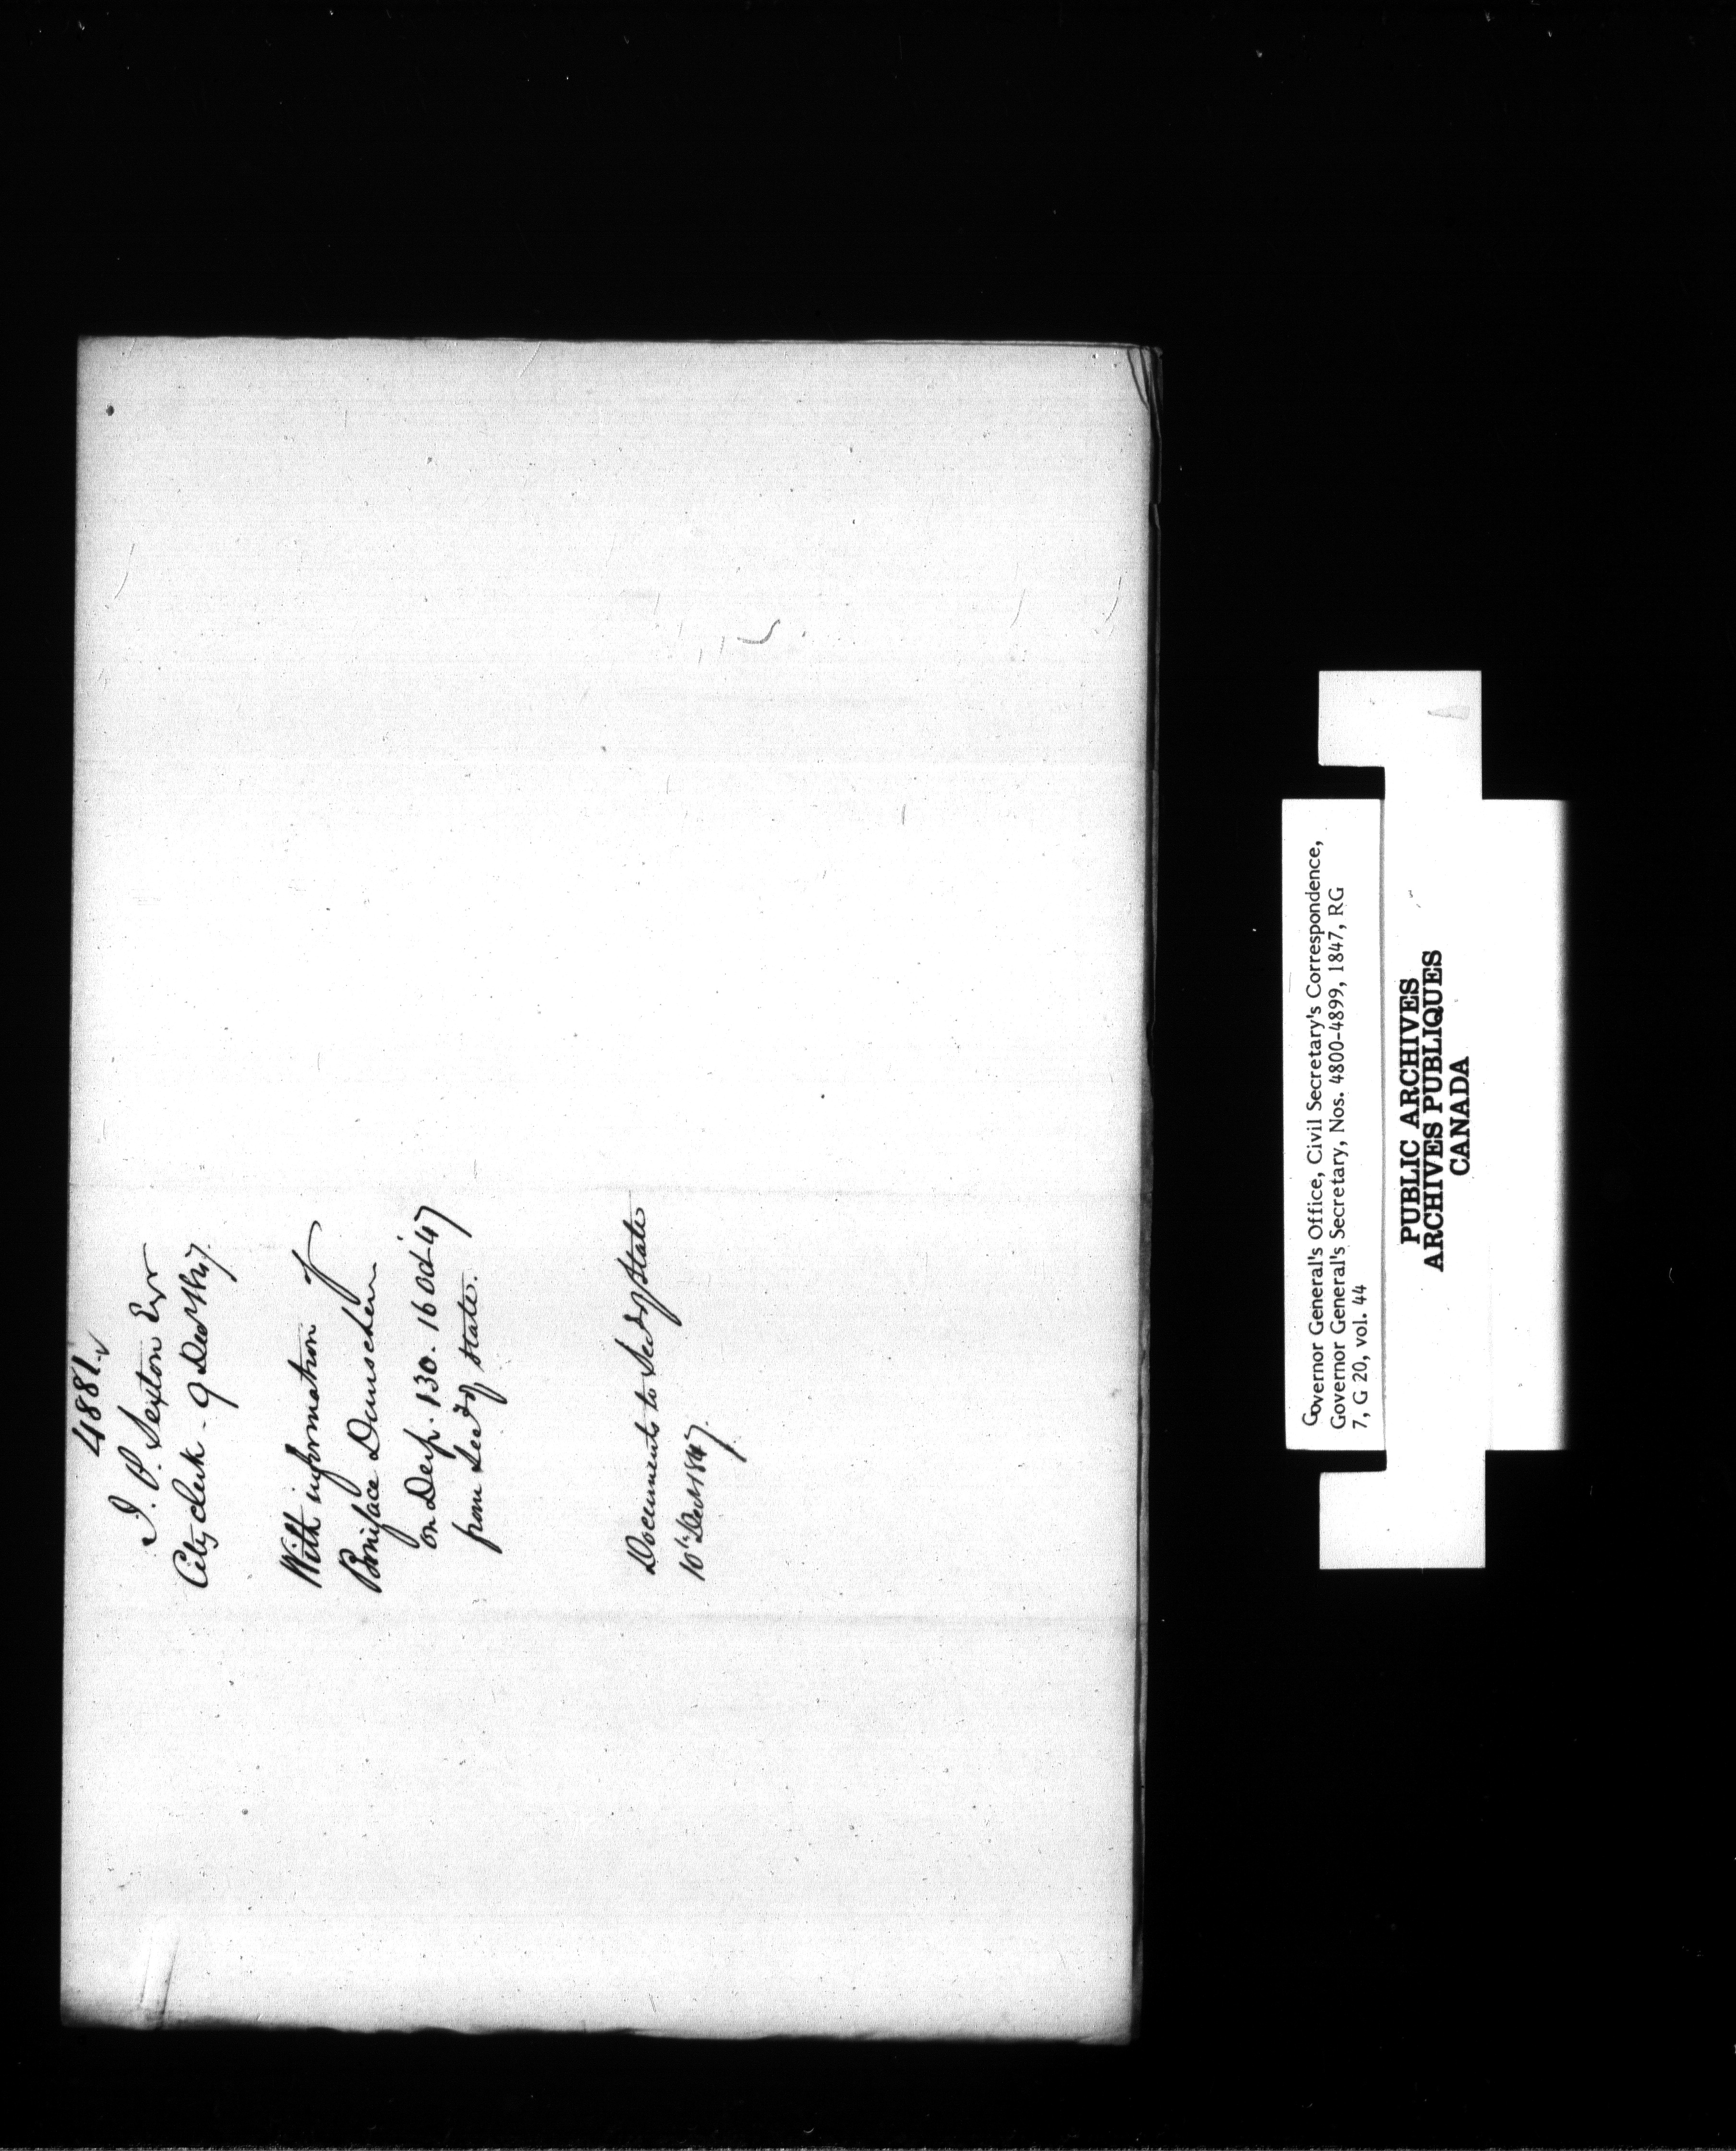 4881.
J. P. Sexton Esr
City clerk - 9 Decr 1847.
With information of
Boniface Dumschen
on Desp. 130. 16 Oct 47
from Secy of State.
Documents to Secy of State
10th Decr 1847.
Governor General's Office, Civil Secretary's Correspondence,
Governor General's Secretary, Nos. 4800-4899, 1847, RG
7, G 20, vol. 44
PUBLIC ARCHIVES
ARCHIVES PUBLIQUES
CANADA